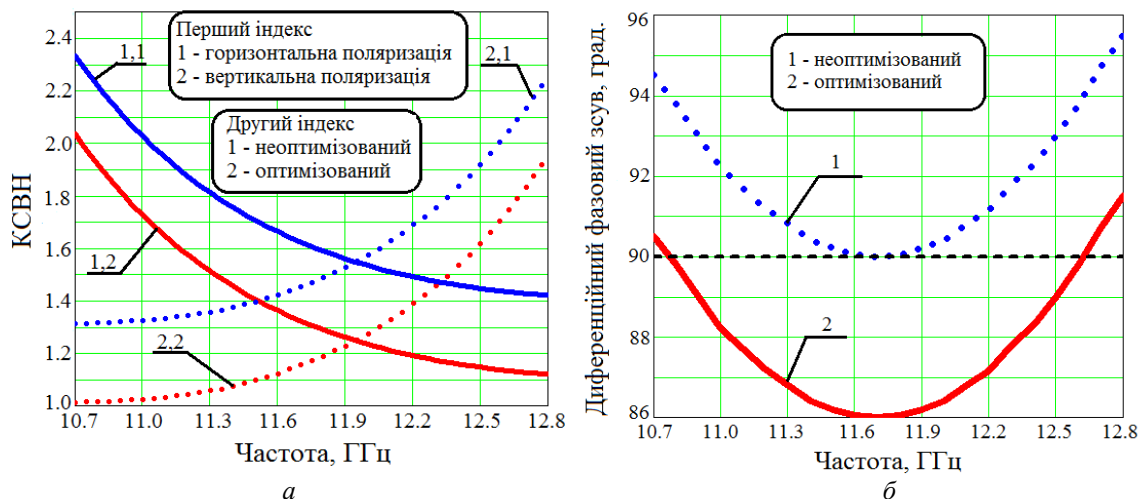 КСВН
2.4
2.2
2.0
1.8
1.6
1.4
1.2
1.0
Перший індекс
1 - горизонтальна поляризація
2 - вертикальна поляризація
Другий індекс
1 - неоптимізований
2 - оптимізований
1,1
2,1
1,2
2,2
10.7 11.0 11.3 11.6 11.9 12.2 12.5 12.8
Частота, ГГц
а
Диференційний фазовий зсув, град.
96
94
92
90
88
86
1 - неоптимізований
2 - оптимізований
1
2
10.7 11.0 11.3 11.6 11.9 12.2 12.5 12.8
Частота, ГГц
б